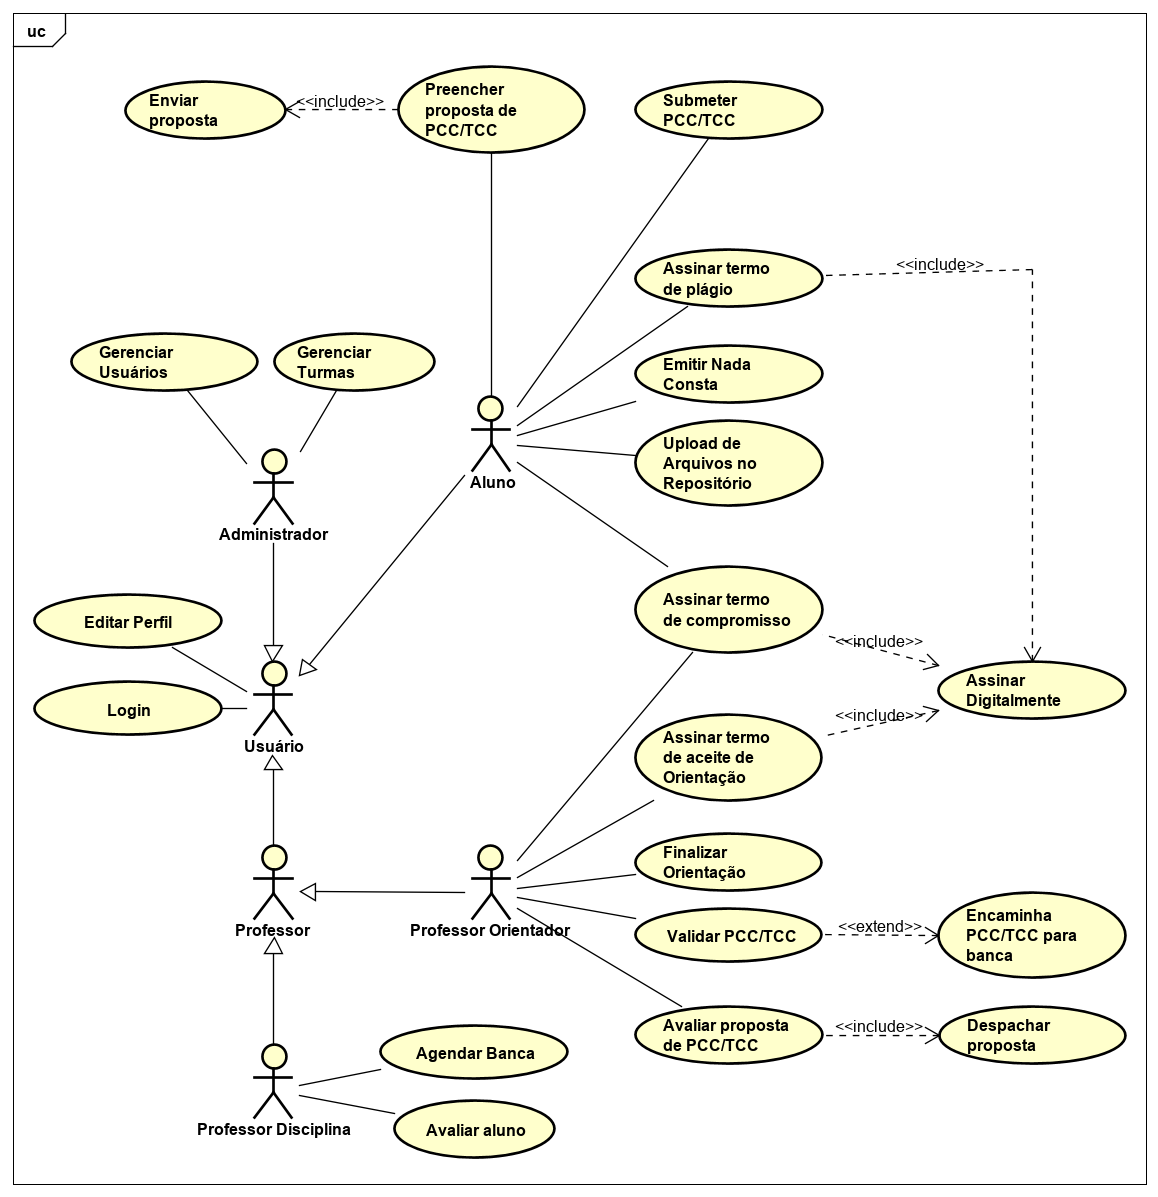 uc
Enviar
proposta
<<include>>
Preencher
proposta de
PCC/TCC
Submeter
PCC/TCC
Assinar termo
de plágio
<<include>>
Gerenciar
Usuários
Gerenciar
Turmas
Emitir Nada
Consta
Upload de
Arquivos no
Repositório
Aluno
Administrador
Assinar termo
de compromisso
<<include>>
Editar Perfil
Login
Usuário
Assinar
Digitalmente
<<include>>
Assinar termo
de aceite de
Orientação
Finalizar
Orientação
Professor
Professor Orientador
Validar PCC/TCC
<<extend>>
Encaminha
PCC/TCC para
banca
Avaliar proposta
de PCC/TCC
<<include>>
Despachar
proposta
Agendar Banca
Professor Disciplina
Avaliar aluno